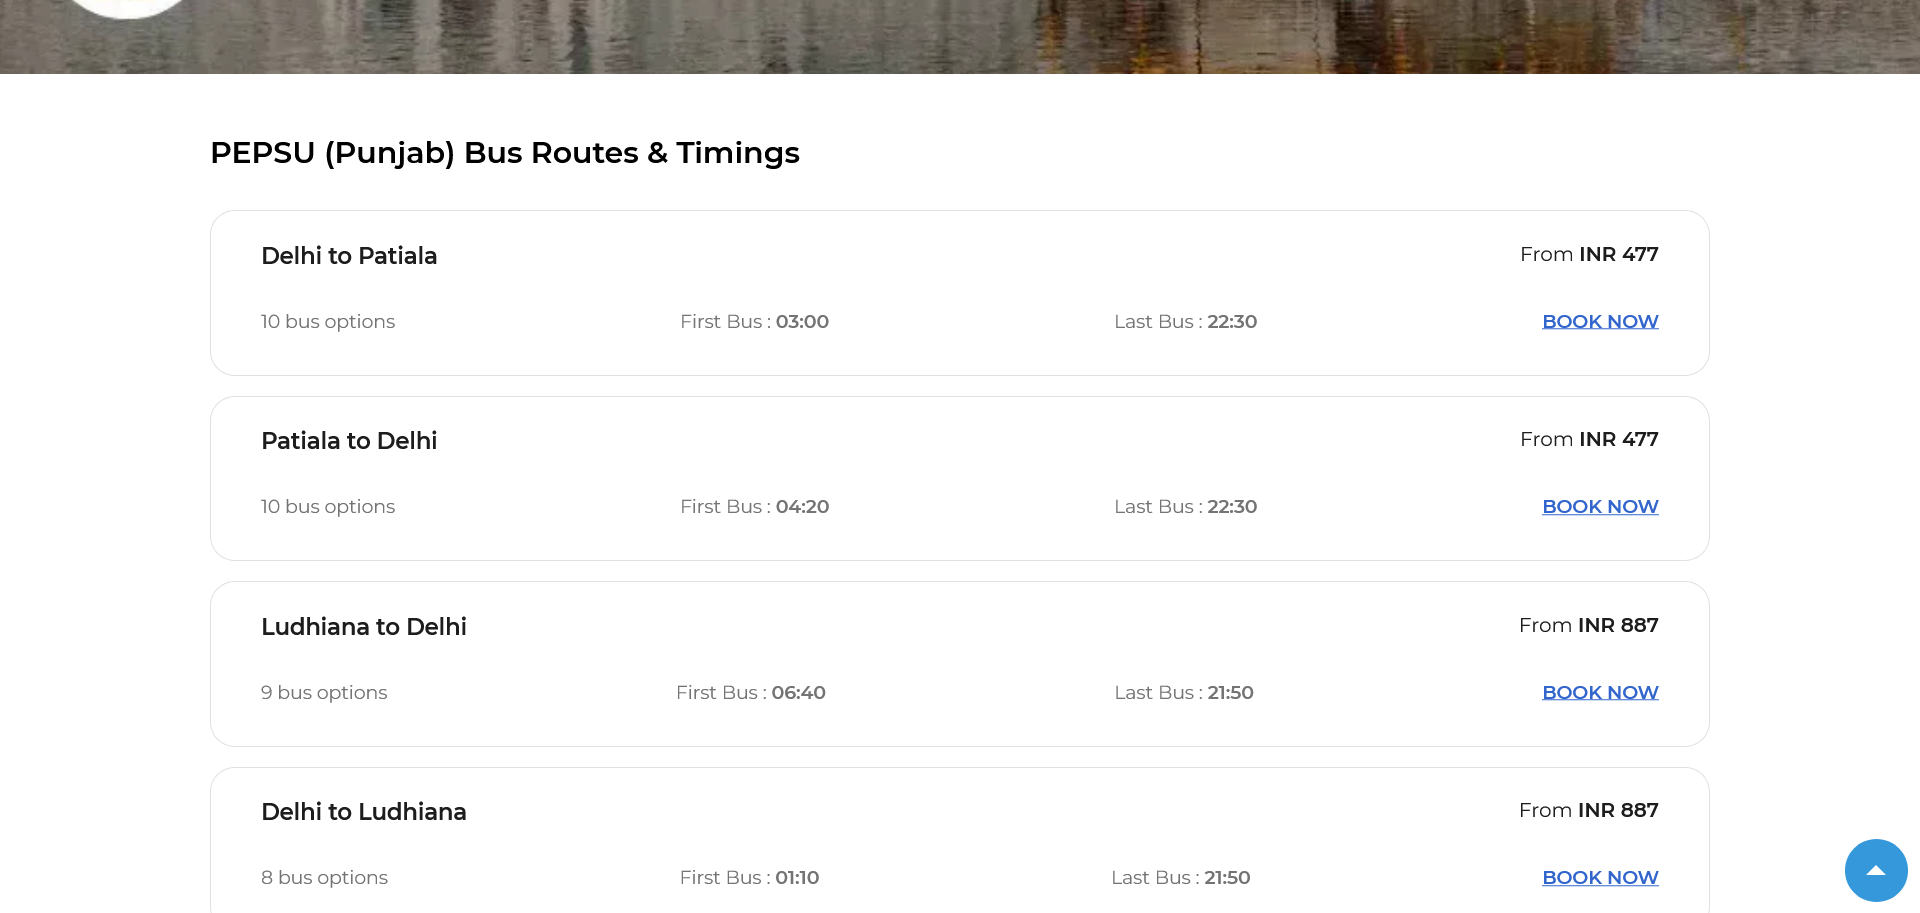 PEPSU (Punjab) Bus Routes & Timings
Delhi to Patiala From INR 477
10 bus options First Bus : 03:00 Last Bus : 22:30 BOOK NOW
Patiala to Delhi From INR 477
10 bus options First Bus : 04:20 Last Bus : 22:30 BOOK NOW
Ludhiana to Delhi From INR 887
9 bus options First Bus : 06:40 Last Bus : 21:50 BOOK NOW
Delhi to Ludhiana From INR 887
8 bus options First Bus : 01:10 Last Bus : 21:50 BOOK NOW